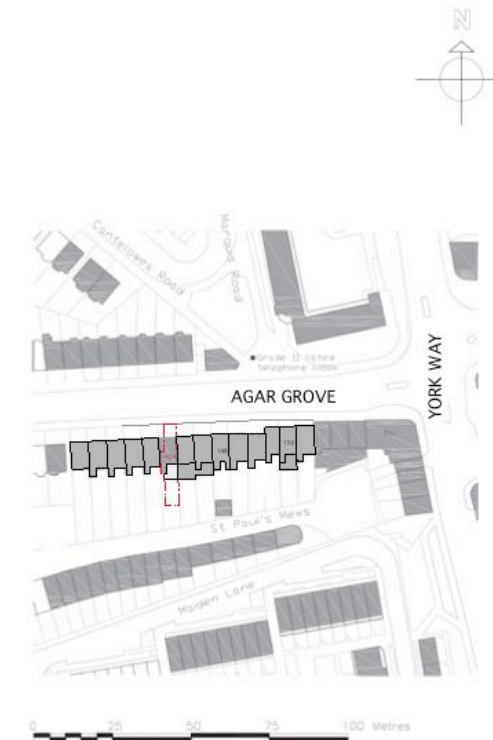 N
Cantelowes Road
Marquis Road
Grade II-listed
telephone kiosk
AGAR GROVE
YORK WAY
St Paul's Mews
Maiden Lane
0 25 50 75 100 Metres